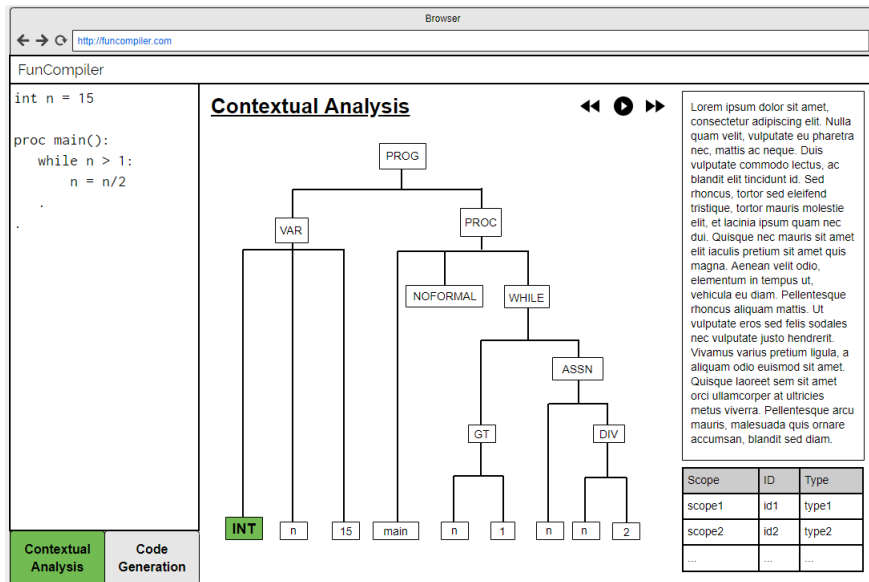 Browser
http://funcompiler.com
FunCompiler
int n = 15
proc main():
while n > 1:
n = n/2
.
.
Contextual Analysis
PROG
VAR
PROC
NOFORMAL
WHILE
ASSN
GT
DIV
INT
n
15
main
n
1
n
n
2
Lorem ipsum dolor sit amet,
consectetur adipiscing elit. Nulla
quam velit, vulputate eu pharetra
nec, mattis ac neque. Duis
vulputate commodo lectus, ac
blandit elit tincidunt id. Sed
rhoncus, tortor sed eleifend
tristique, tortor mauris molestie
elit, et lacinia ipsum quam nec
dui. Quisque nec mauris sit amet
elit iaculis pretium sit amet quis
magna. Aenean velit odio,
elementum in tempus ut,
vehicula eu diam. Pellentesque
rhoncus aliquam mattis. Ut
vulputate eros sed felis sodales
nec vulputate justo hendrerit.
Vivamus varius pretium ligula, a
aliquam odio euismod sit amet.
Quisque laoreet sem sit amet
orci ullamcorper at ultricies
metus viverra. Pellentesque arcu
mauris, malesuada quis ornare
accumsan, blandit sed diam.
Scope ID Type
scope1 id1 type1
scope2 id2 type2
... ... ...
Contextual
Analysis
Code
Generation